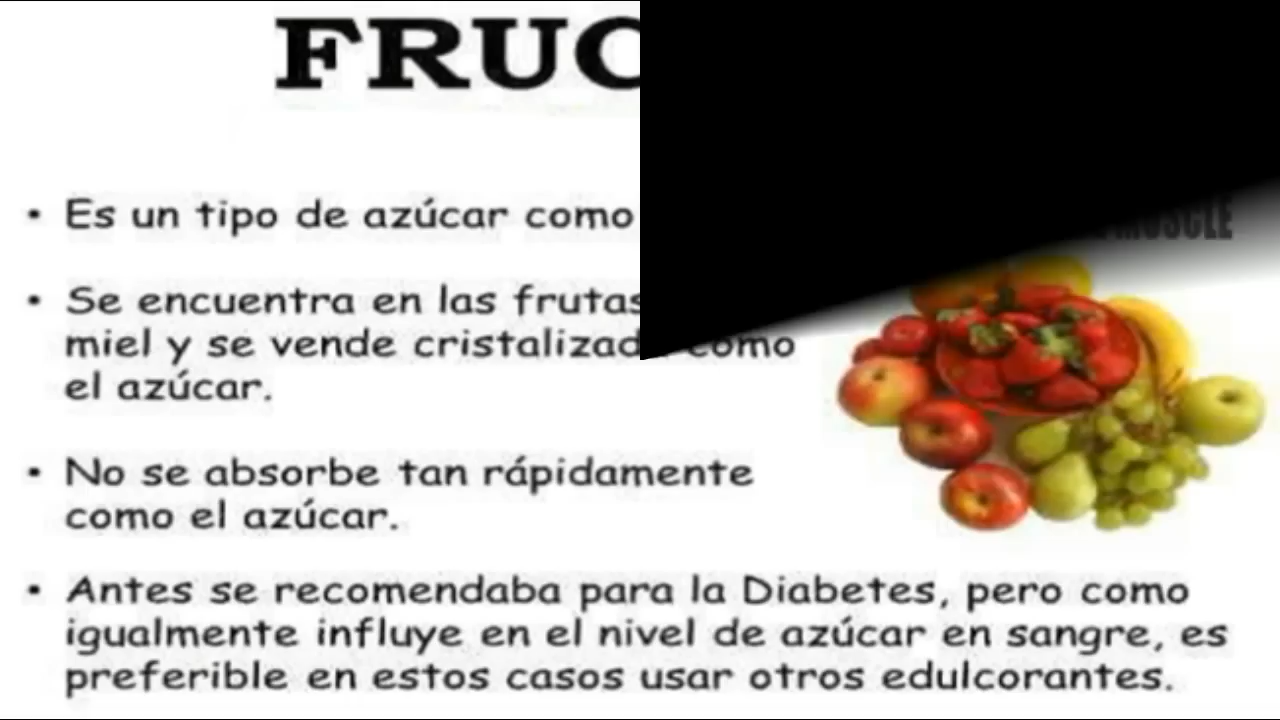 FRUC
• Es un tipo de azúcar como
MUSCLE
• Se encuentra en las frutas
miel y se vende cristalizad como
el azúcar.
• No se absorbe tan rápidamente
como el azúcar.
• Antes se recomendaba para la Diabetes, pero como
igualmente influye en el nivel de azúcar en sangre, es
preferible en estos casos usar otros edulcorantes.